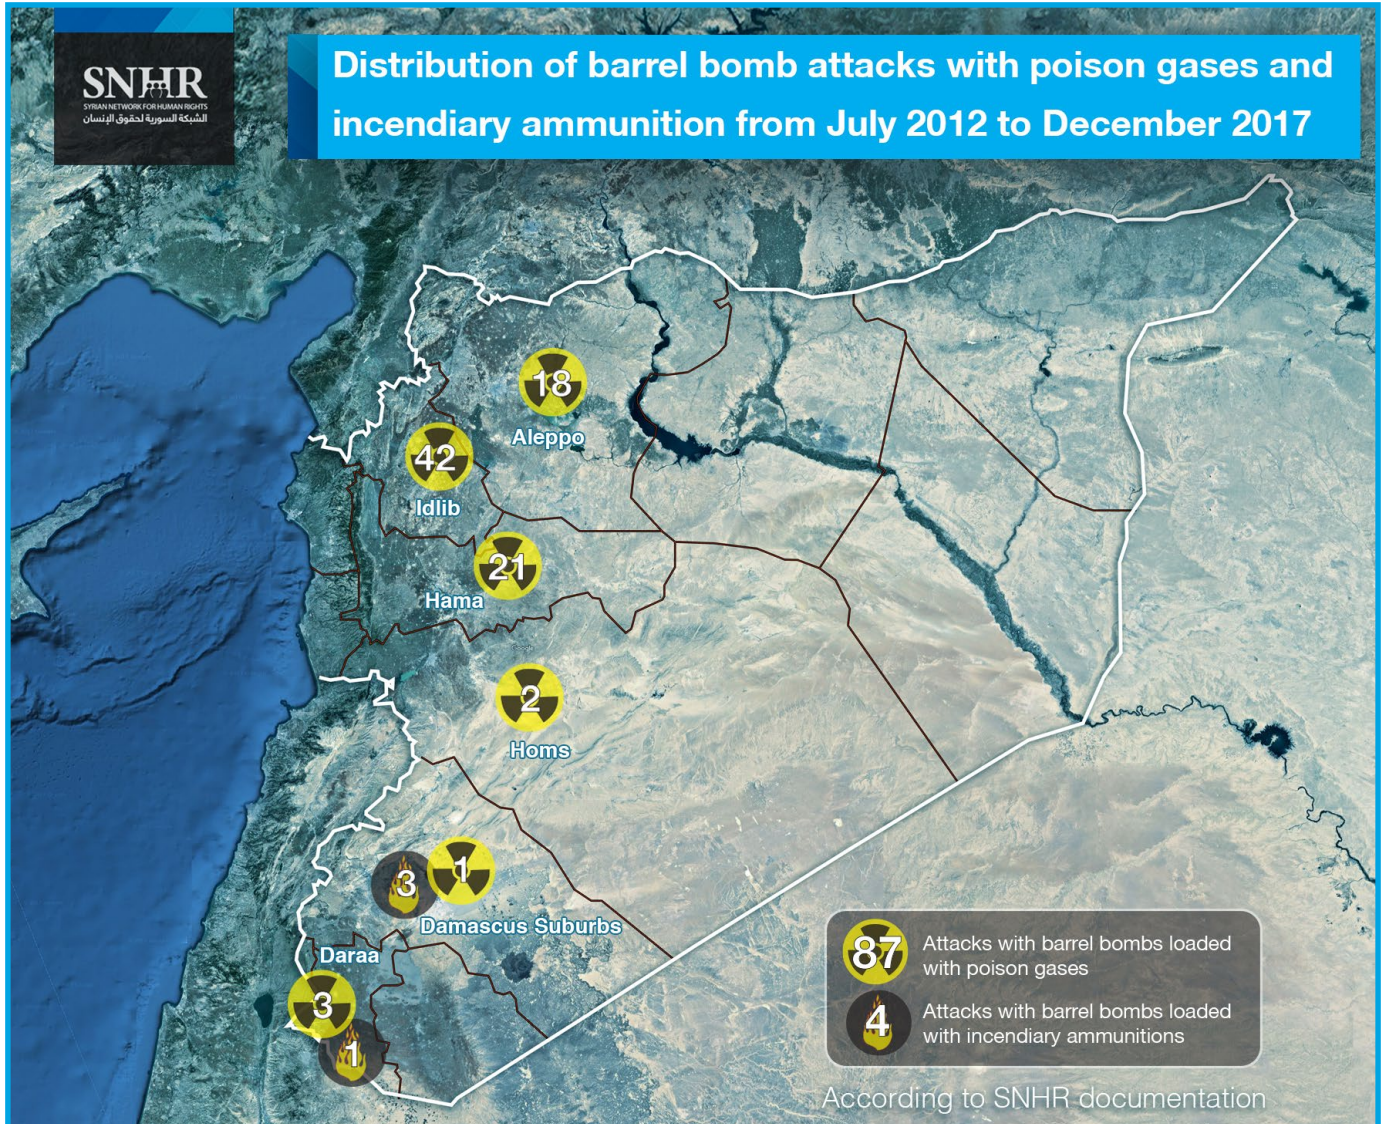 SNHR
SYRIAN NETWORK FOR HUMAN RIGHTS
الشبكة السورية لحقوق الإنسان
Distribution of barrel bomb attacks with poison gases and
incendiary ammunition from July 2012 to December 2017
18
Aleppo
42
Idlib
21
Hama
Google
2
Homs
3
1
Damascus Suburbs
Daraa
3
1
87
Attacks with barrel bombs loaded
with poison gases
4
Attacks with barrel bombs loaded
with incendiary ammunitions
According to SNHR documentation